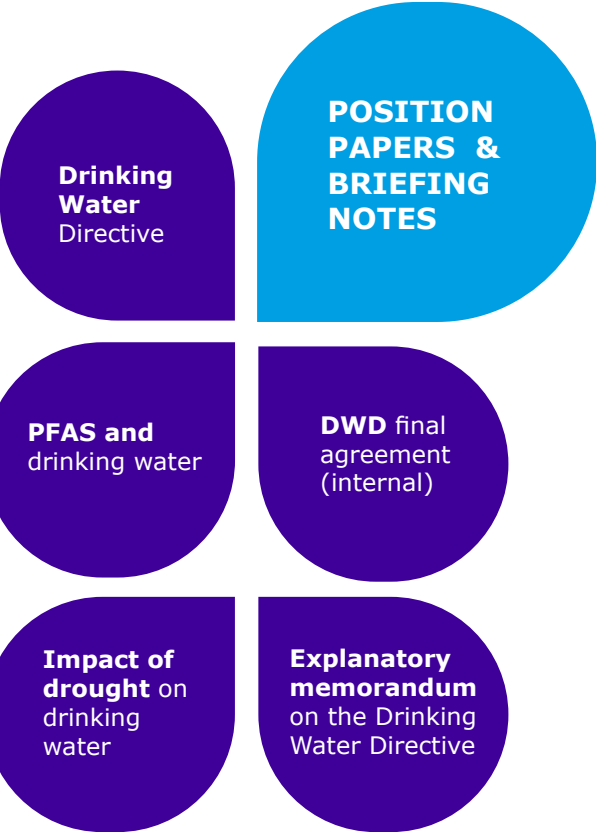 POSITION
PAPERS &
BRIEFING
NOTES
Drinking
Water
Directive
PFAS and
drinking water
DWD final
agreement
(internal)
Impact of
drought on
drinking
water
Explanatory
memorandum
on the Drinking
Water Directive